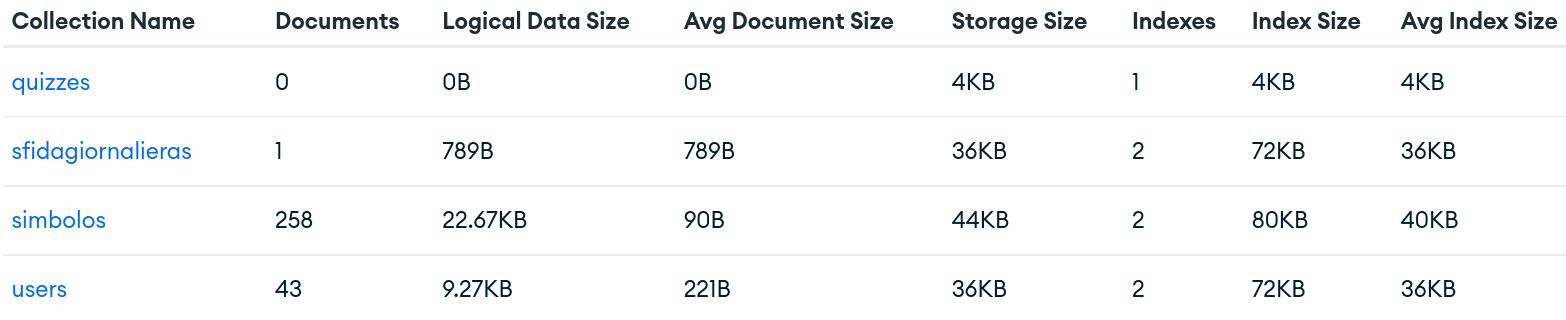 Collection Name Documents Logical Data Size Avg Document Size Storage Size Indexes Index Size Avg Index Size
quizzes 0 0B 0B 4KB 1 4KB 4KB
sfidagiornalieras 1 789B 789B 36KB 2 72KB 36KB
simbolos 258 22.67KB 90B 44KB 2 80KB 40KB
users 43 9.27KB 221B 36KB 2 72KB 36KB